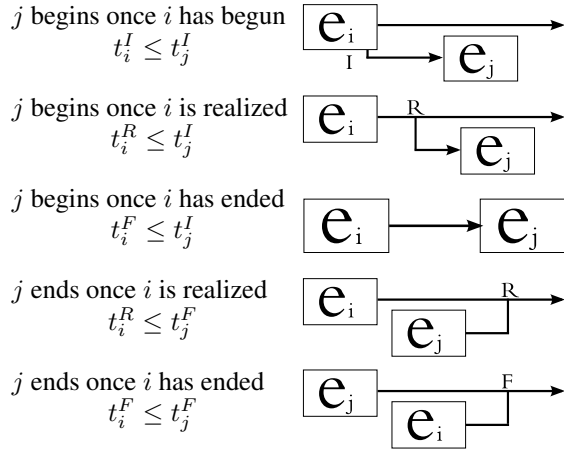 j begins once i has begun
t_i^I ≤ t_j^I
e_i
I
e_j
j begins once i is realized
t_i^R ≤ t_j^I
e_i
R
e_j
j begins once i has ended
t_i^F ≤ t_j^I
e_i
e_j
j ends once i is realized
t_i^R ≤ t_j^F
e_i
R
e_j
j ends once i has ended
t_i^F ≤ t_j^F
e_j
F
e_i